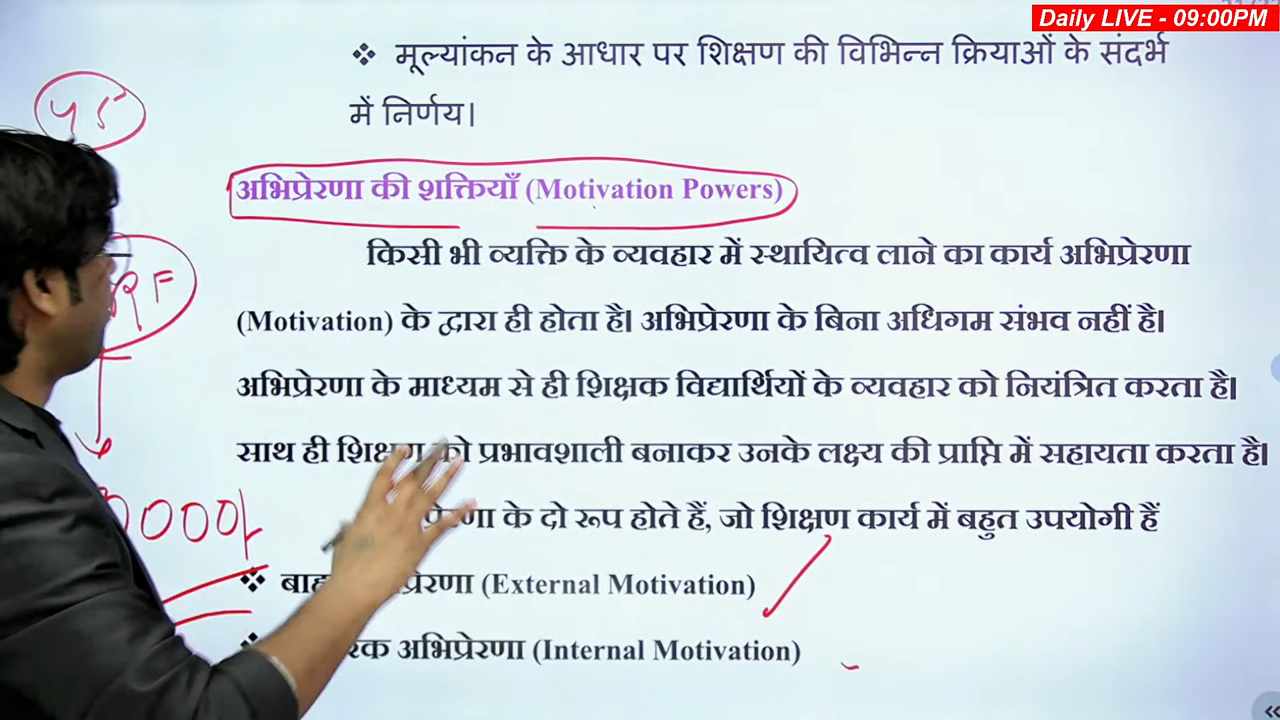 Daily LIVE - 09:00PM
❖ मूल्यांकन के आधार पर शिक्षण की विभिन्न क्रियाओं के संदर्भ
में निर्णय।
अभिप्रेरणा की शक्तियाँ (Motivation Powers)
किसी भी व्यक्ति के व्यवहार में स्थायित्व लाने का कार्य अभिप्रेरणा
(Motivation) के द्वारा ही होता है। अभिप्रेरणा के बिना अधिगम संभव नहीं है।
अभिप्रेरणा के माध्यम से ही शिक्षक विद्यार्थियों के व्यवहार को नियंत्रित करता है।
साथ ही शिक्षण को प्रभावशाली बनाकर उनके लक्ष्य की प्राप्ति में सहायता करता है।
के दो रूप होते हैं, जो शिक्षण कार्य में बहुत उपयोगी हैं
❖ (External Motivation)
अभिप्रेरणा (Internal Motivation)